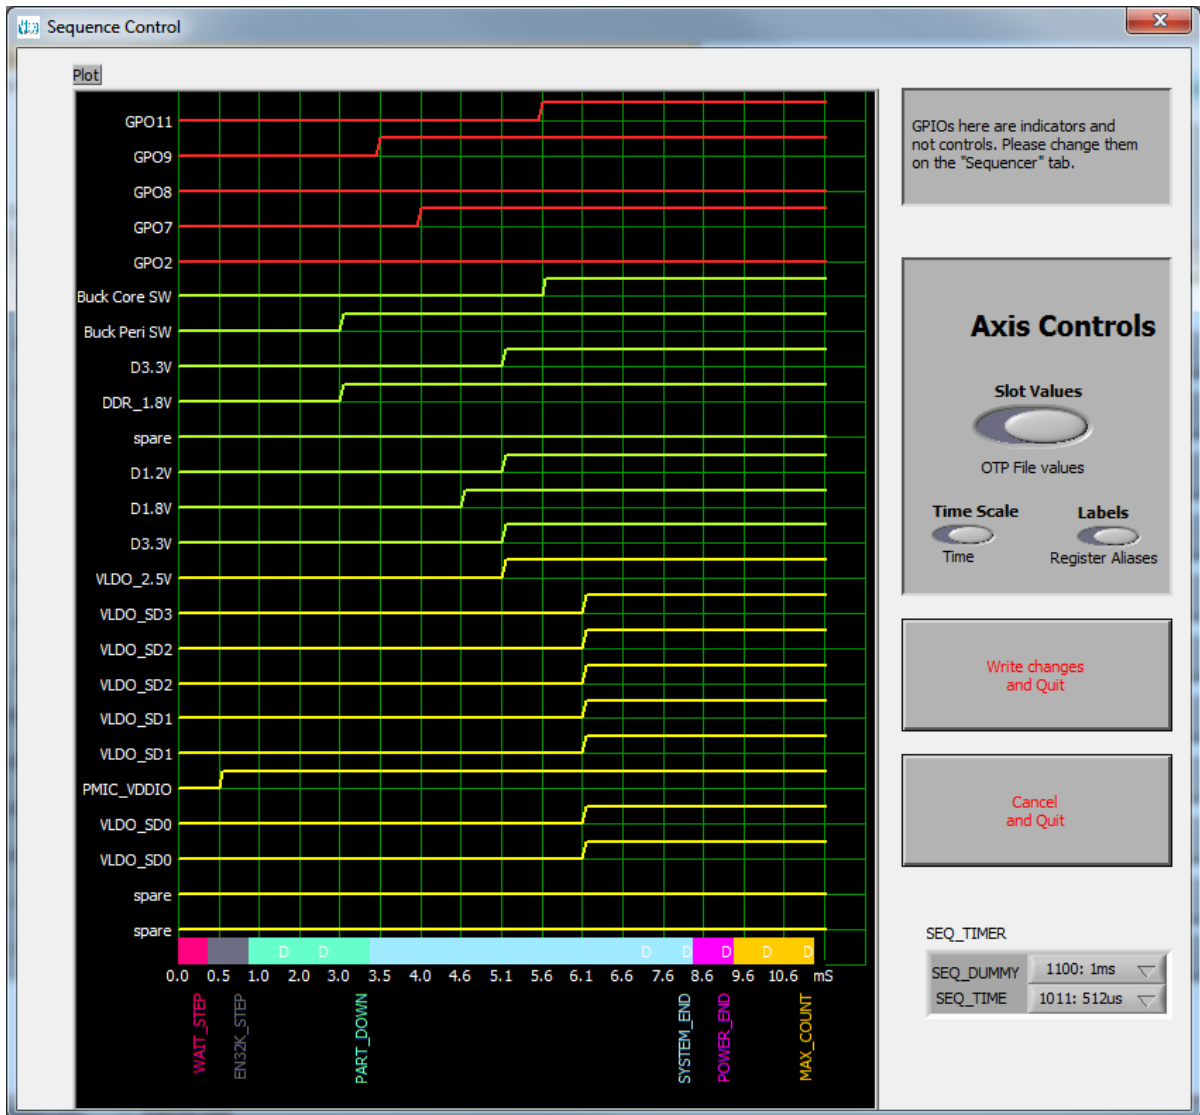 Sequence Control
Plot
GPO11
GPO9
GPO8
GPO7
GPO2
Buck Core SW
Buck Peri SW
D3.3V
DDR_1.8V
spare
D1.2V
D1.8V
D3.3V
VLDO_2.5V
VLDO_SD3
VLDO_SD2
VLDO_SD2
VLDO_SD1
VLDO_SD1
PMIC_VDDIO
VLDO_SD0
VLDO_SD0
spare
spare
D D D D D D D
0.0 0.5 1.0 2.0 3.0 3.5 4.0 4.6 5.1 5.6 6.1 6.6 7.6 8.6 9.6 10.6 mS
WAIT_STEP
EN32K_STEP
PART_DOWN
SYSTEM_END
POWER_END
MAX_COUNT
GPIOs here are indicators and
not controls. Please change them
on the "Sequencer" tab.
Axis Controls
Slot Values
OTP File values
Time Scale
Time
Labels
Register Aliases
Write changes
and Quit
Cancel
and Quit
SEQ_TIMER
SEQ_DUMMY 1100: 1ms
SEQ_TIME 1011: 512us